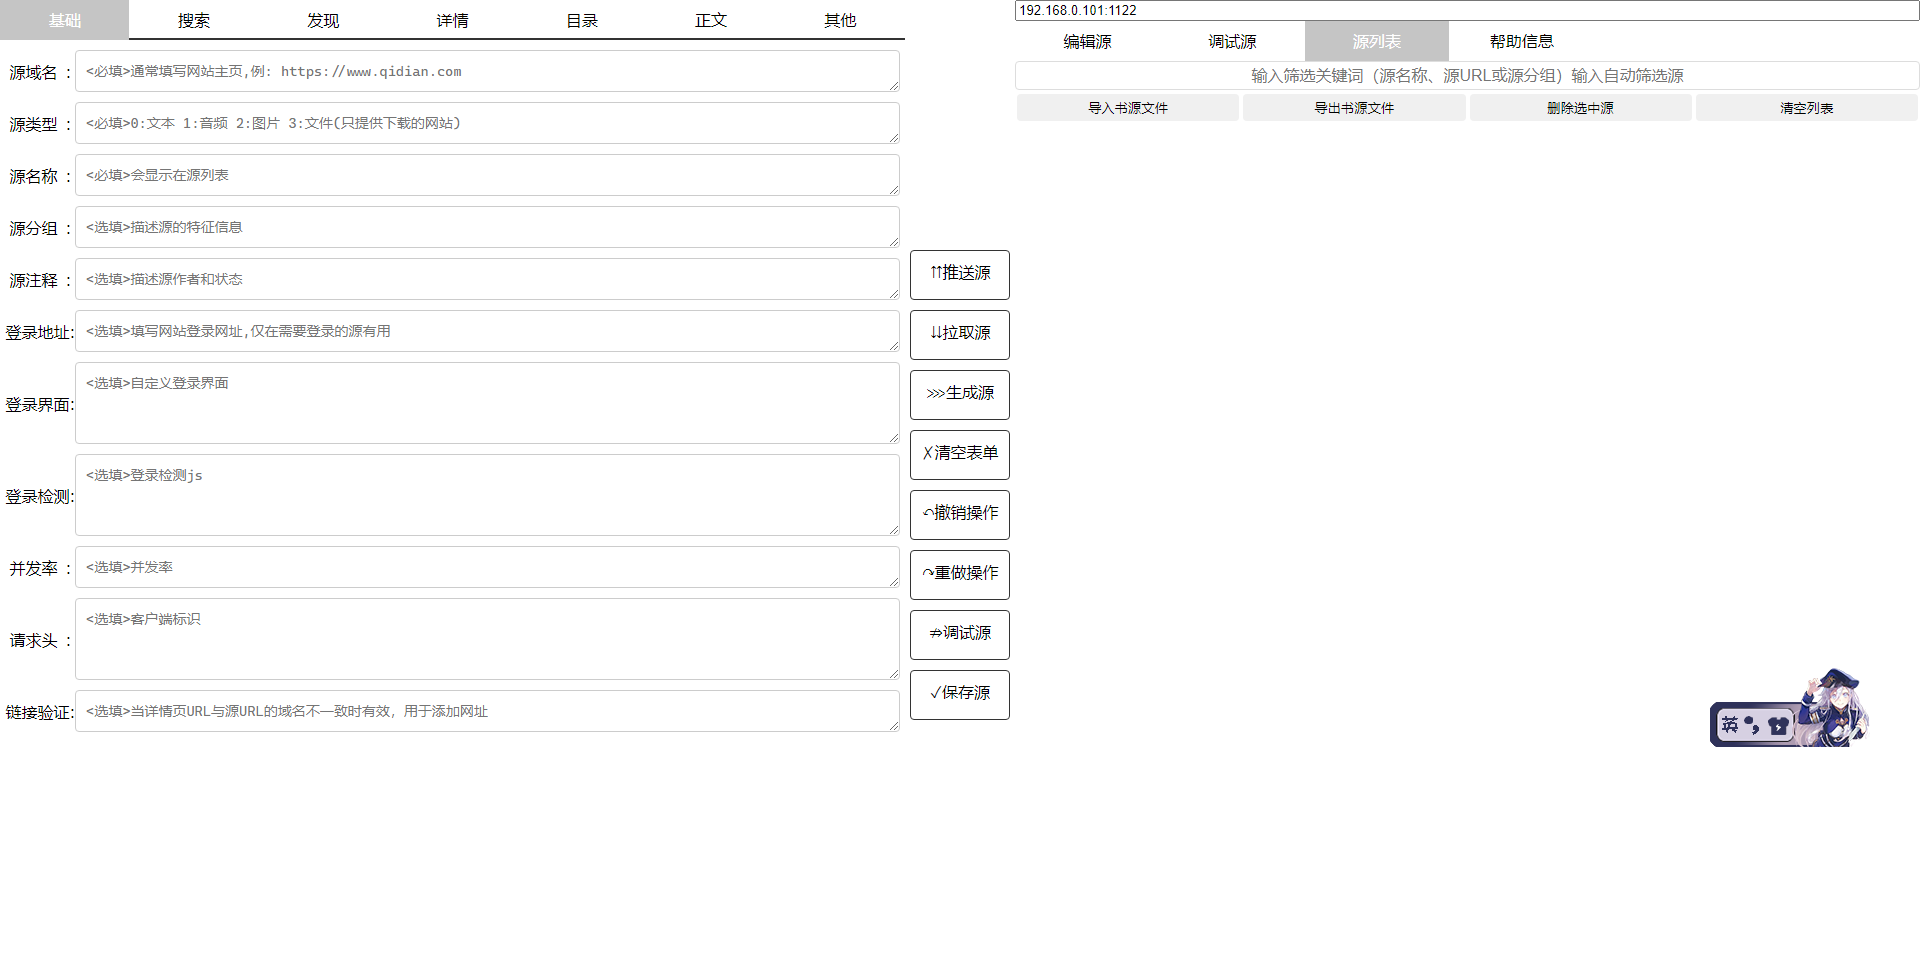 基础 搜索 发现 详情 目录 正文 其他
源域名 : <必填>通常填写网站主页,例: https://www.qidian.com
源类型 : <必填>0:文本 1:音频 2:图片 3:文件(只提供下载的网站)
源名称 : <必填>会显示在源列表
源分组 : <选填>描述源的特征信息
源注释 : <选填>描述源作者和状态
登录地址: <选填>填写网站登录网址,仅在需要登录的源有用
登录界面: <选填>自定义登录界面
登录检测: <选填>登录检测js
并发率 : <选填>并发率
请求头 : <选填>客户端标识
链接验证: <选填>当详情页URL与源URL的域名不一致时有效，用于添加网址
⇈推送源
⇊拉取源
⋙生成源
✗清空表单
↶撤销操作
↷重做操作
⇏调试源
✓保存源
192.168.0.101:1122
编辑源 调试源 源列表 帮助信息
输入筛选关键词（源名称、源URL或源分组）输入自动筛选源
导入书源文件 导出书源文件 删除选中源 清空列表
英